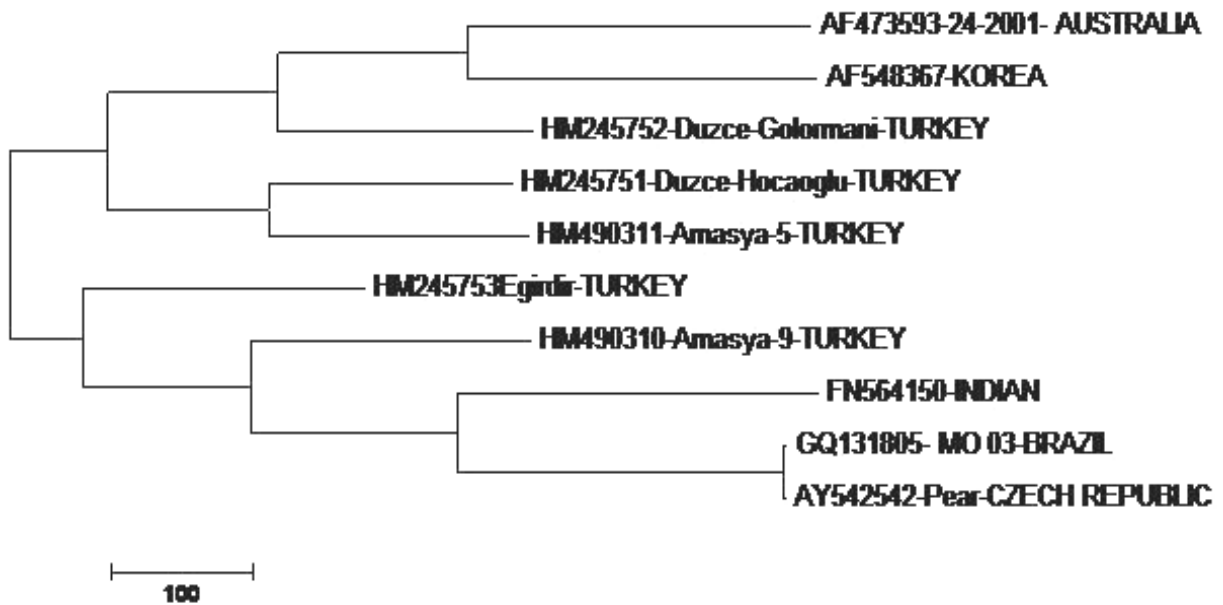 AF473593-24-2001- AUSTRALIA
AF548367-KOREA
HM245752-Duzce-Golormani-TURKEY
HM245751-Duzce-Hocaoglu-TURKEY
HM490311-Amasya-5-TURKEY
HM245753Egirdir-TURKEY
HM490310-Amasya-9-TURKEY
FN564150-INDIAN
GQ131805- MO 03-BRAZIL
AY542542-Pear-CZECH REPUBLIC
100